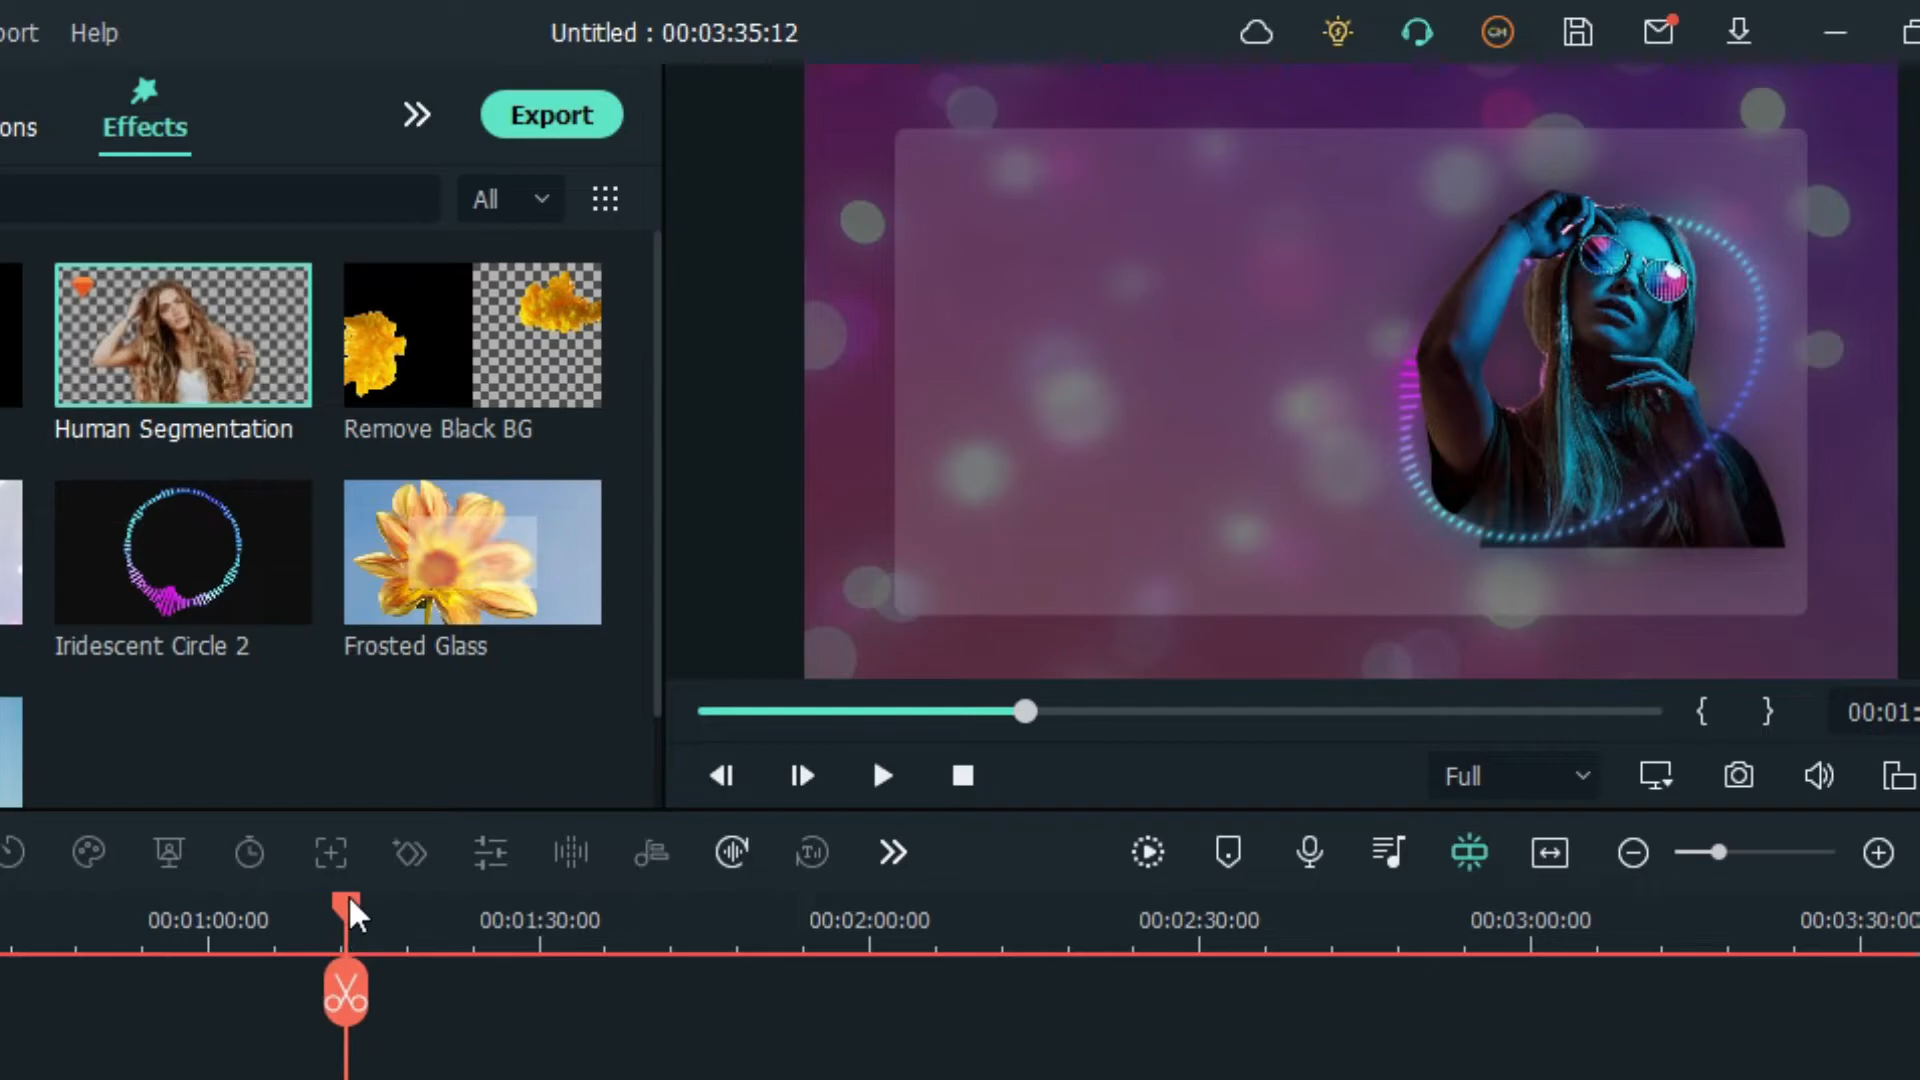 port Help Untitled : 00:03:35:12
ons Effects Export
All
Human Segmentation Remove Black BG
Iridescent Circle 2 Frosted Glass
{ } 00:01:
Full
00:01:00:00 00:01:30:00 00:02:00:00 00:02:30:00 00:03:00:00 00:03:30:00